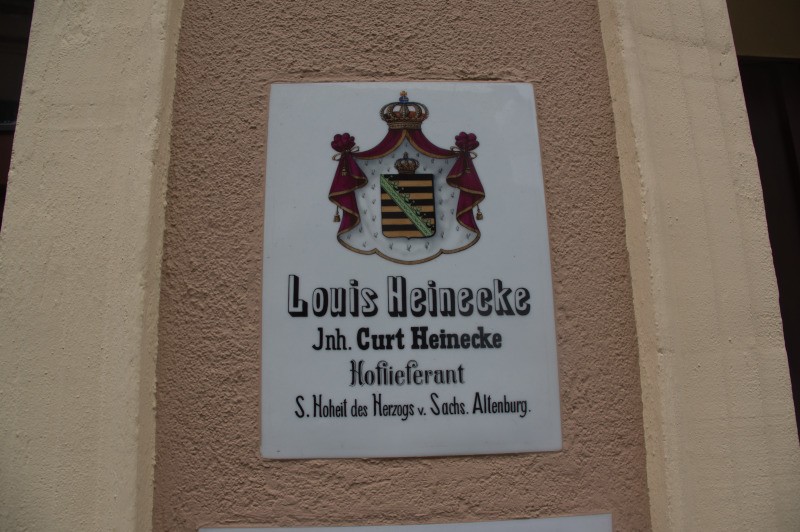 Louis Heinecke
Jnh. Curt Heinecke
Hoflieferant
S. Hoheit des Herzogs v. Sachs. Altenburg.